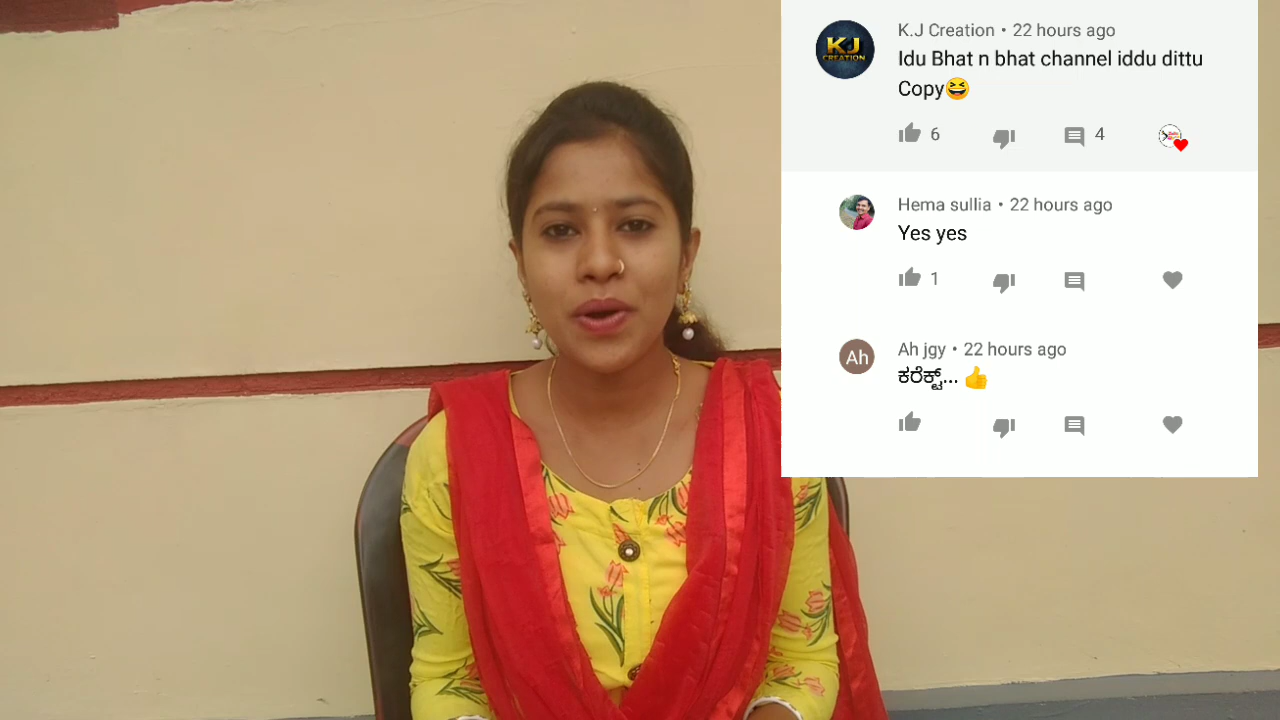 KJ
CREATION
K.J Creation • 22 hours ago
Idu Bhat n bhat channel iddu dittu
Copy😆
6
4
Hema sullia • 22 hours ago
Yes yes
1
Ah
Ah jgy • 22 hours ago
ಕರೆಕ್ಟ್... 👍